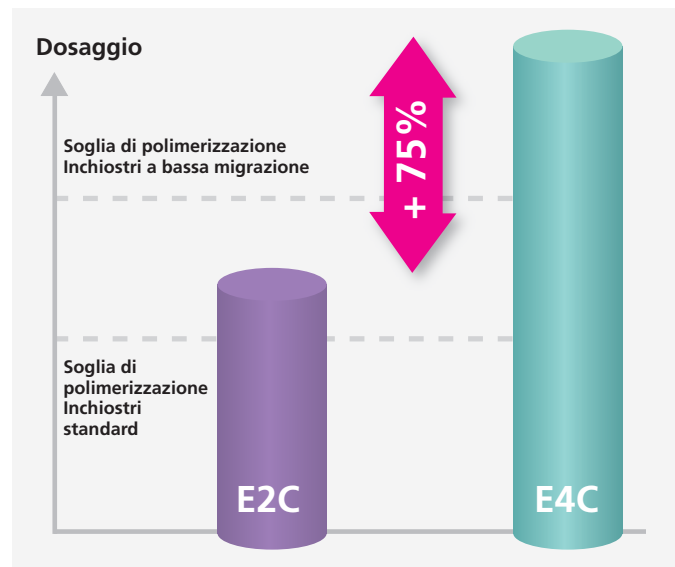 Dosaggio
Soglia di polimerizzazione
Inchiostri a bassa migrazione
+ 75%
Soglia di
polimerizzazione
Inchiostri
standard
E2C
E4C